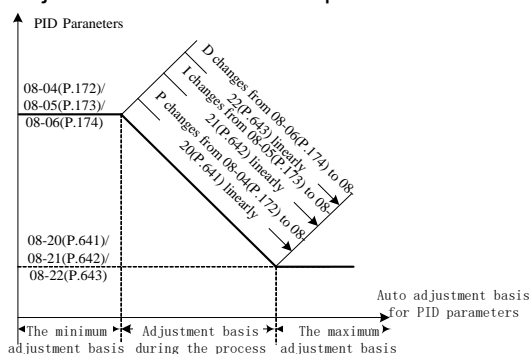 PID Paraneters
08-04(P.172)/
08-05(P.173)/
08-06(P.174)
D changes from 08-06(P.174) to 08-
22(P.643) linearly
I changes from 08-05(P.173) to 08-
21(P.642) linearly
P changes from 08-04(P.172) to 08-
20(P.641) linearly
08-20(P.641)/
08-21(P.642)/
08-22(P.643)
Auto adjustment basis
for PID parameters
The minimum
adjustment basis
Adjustment basis
during the process
The maximum
adjustment basis